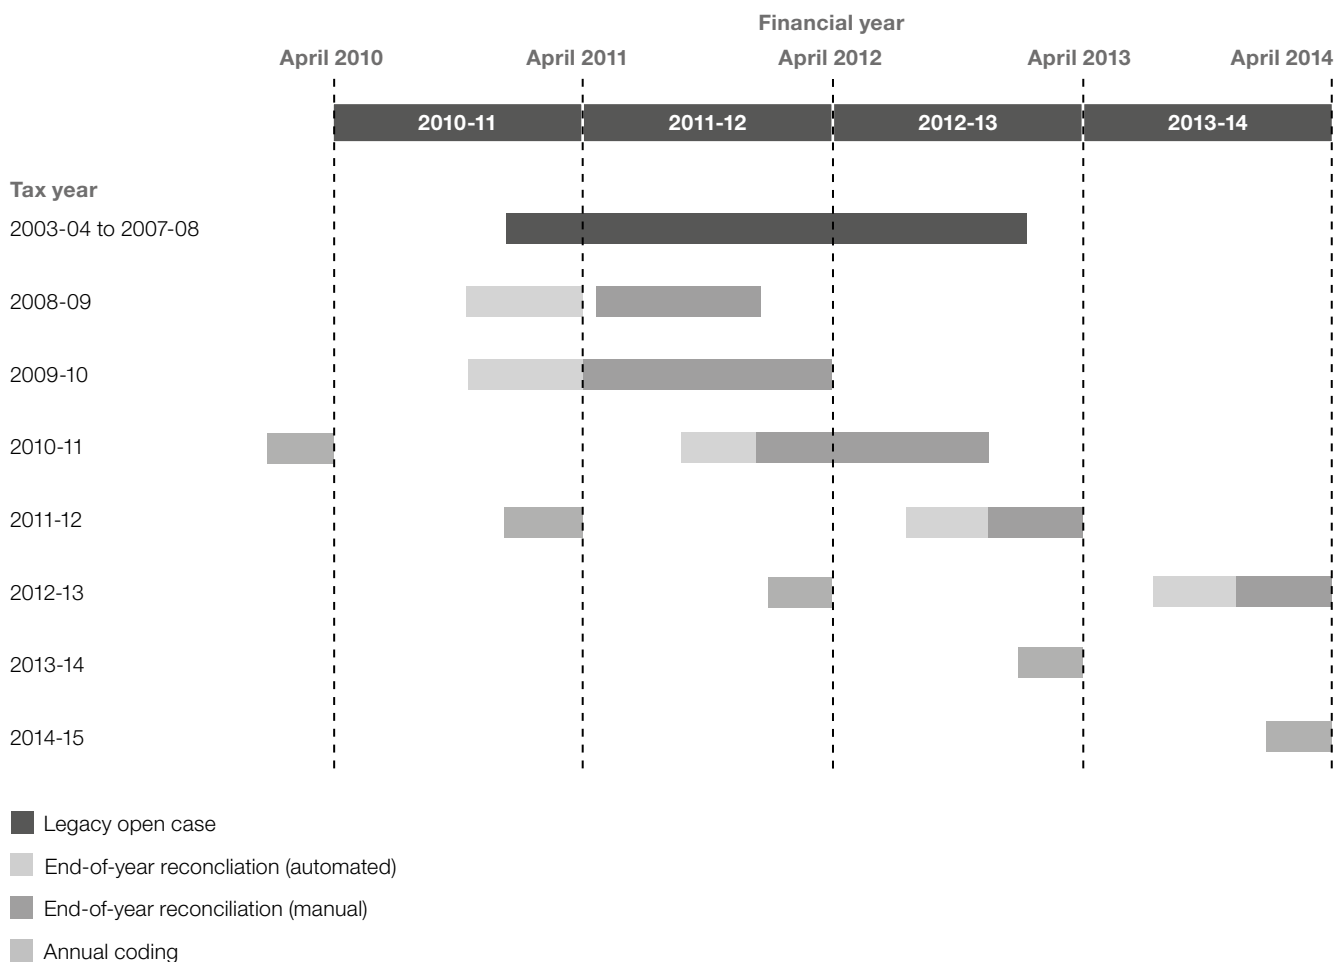 Financial year
April 2010 April 2011 April 2012 April 2013 April 2014
2010-11 2011-12 2012-13 2013-14
Tax year
2003-04 to 2007-08
2008-09
2009-10
2010-11
2011-12
2012-13
2013-14
2014-15
Legacy open case
End-of-year reconcliation (automated)
End-of-year reconciliation (manual)
Annual coding